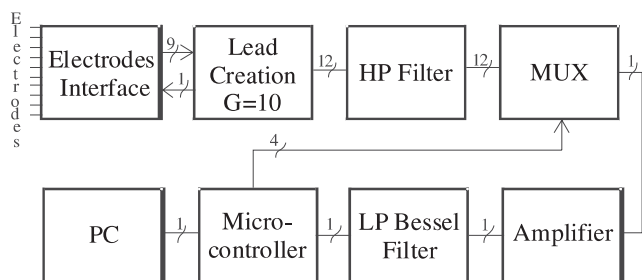 Electrodes
Electrodes
Interface
9
1
Lead
Creation
G=10
12
HP Filter
12
MUX
1
4
PC
1
Micro-
controller
1
LP Bessel
Filter
1
Amplifier